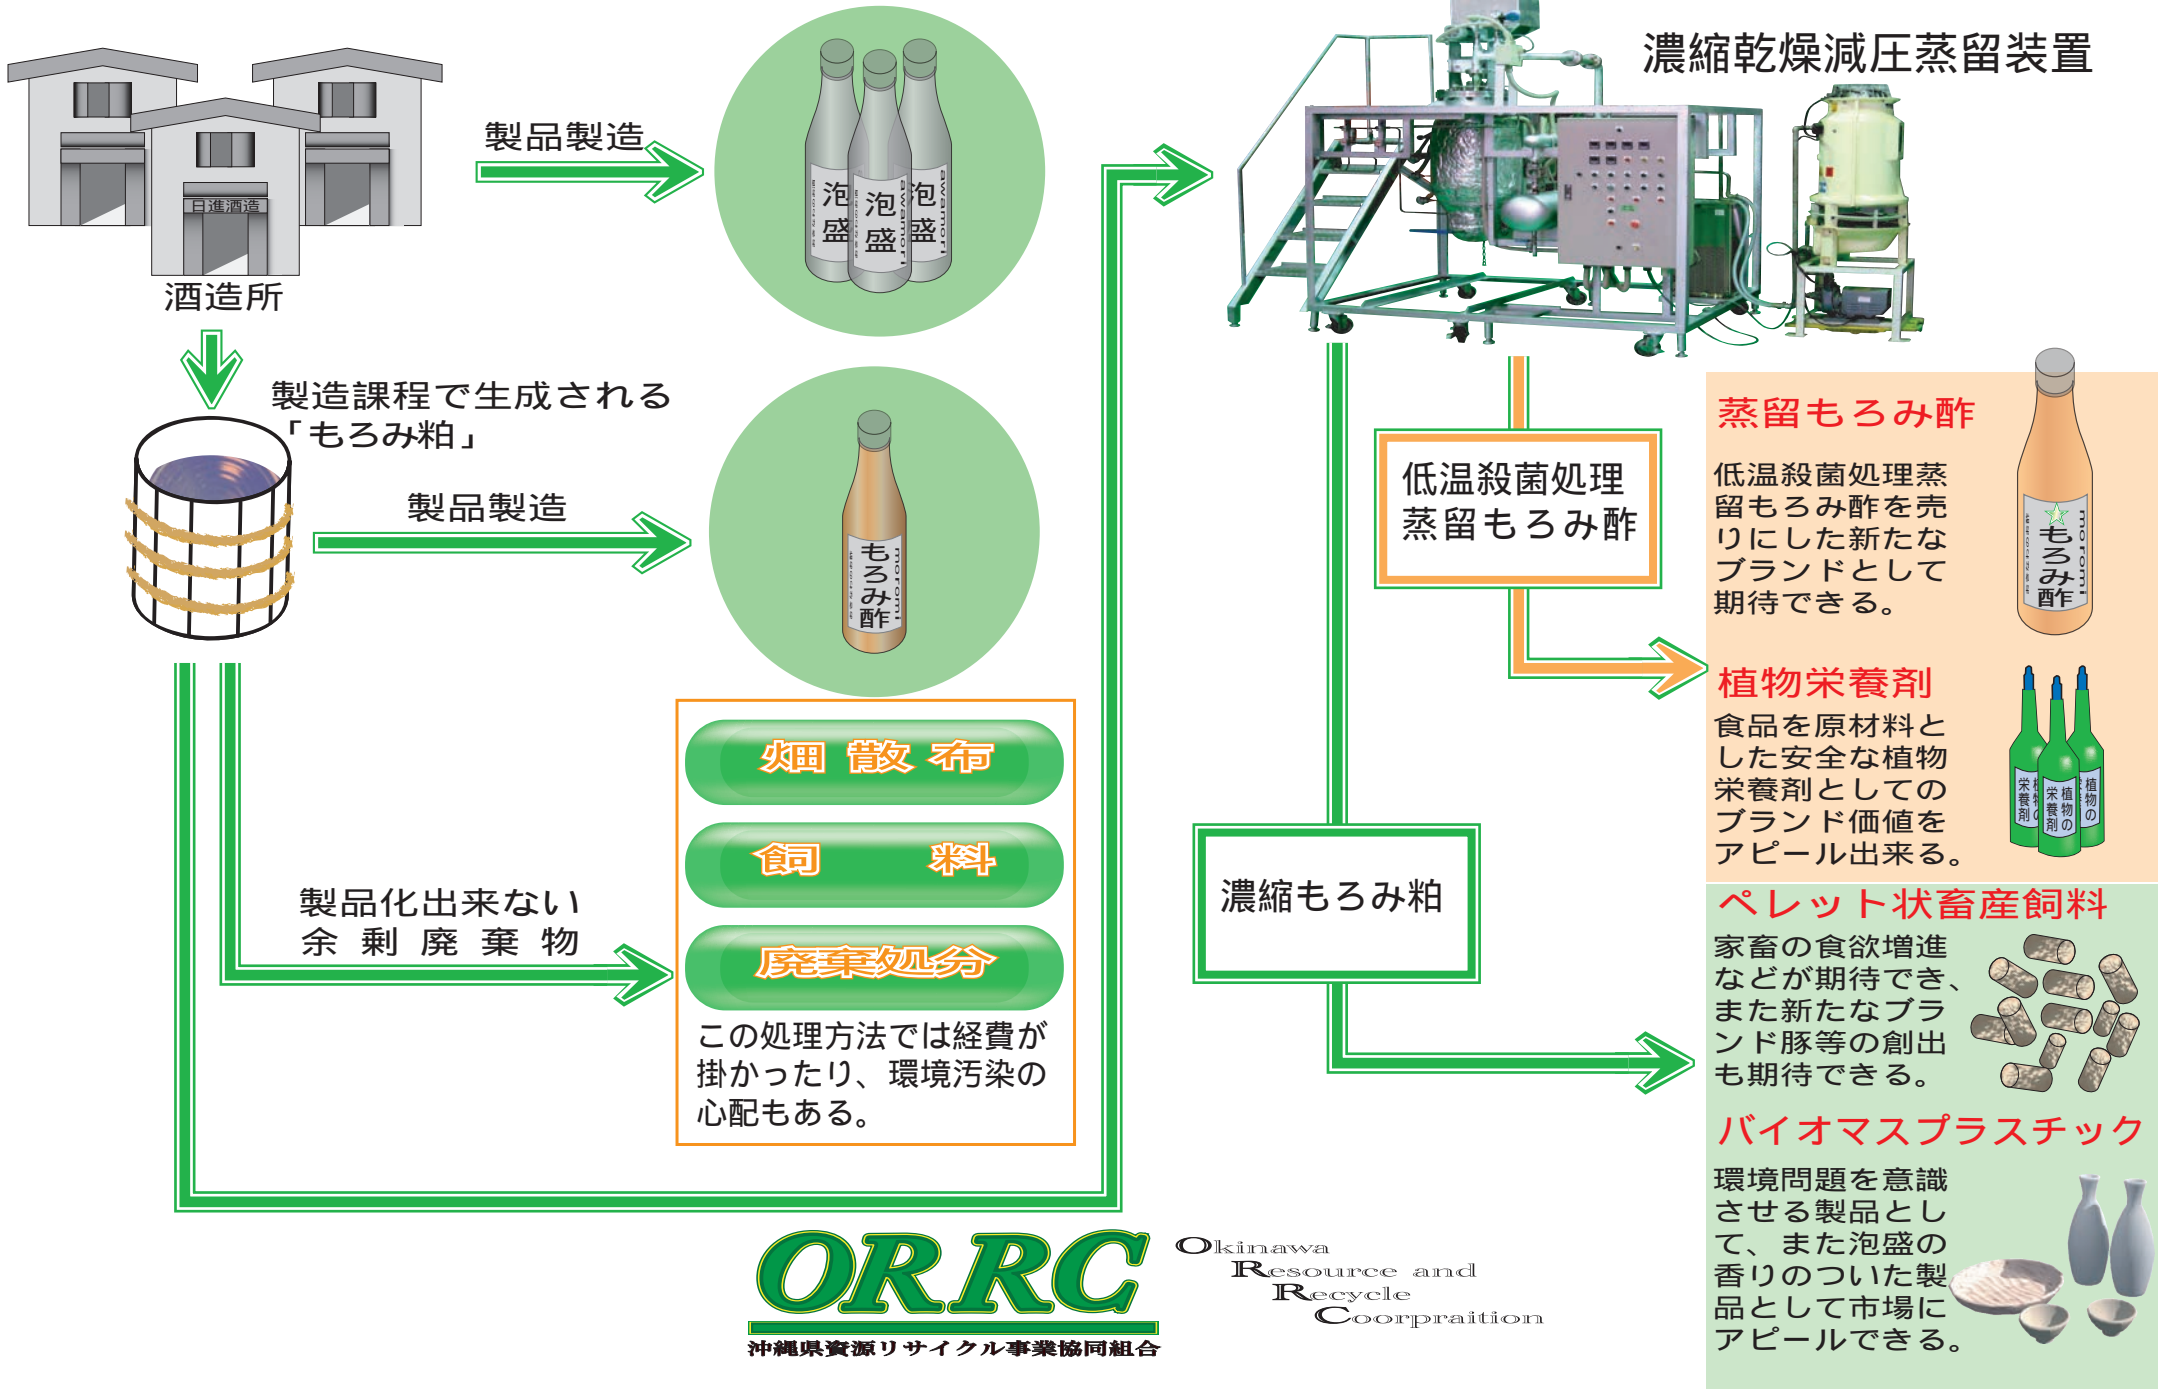 日進酒造
酒造所
製品製造
泡盛
awamori
泡盛
泡盛
awamori
製造課程で生成される
「もろみ粕」
製品製造
もろみ酢
moromi
製品化出来ない
余剰廃棄物
畑散布
飼料
廃棄処分
この処理方法では経費が
掛かったり、環境汚染の
心配もある。
濃縮乾燥減圧蒸留装置
低温殺菌処理
蒸留もろみ酢
濃縮もろみ粕
蒸留もろみ酢
低温殺菌処理蒸
留もろみ酢を売
りにした新たな
ブランドとして
期待できる。
もろみ酢
moromi
植物栄養剤
食品を原材料と
した安全な植物
栄養剤としての
ブランド価値を
アピール出来る。
植物の
栄養剤
ペレット状畜産飼料
家畜の食欲増進
などが期待でき、
また新たなブラ
ンド豚等の創出
も期待できる。
バイオマスプラスチック
環境問題を意識
させる製品とし
て、また泡盛の
香りのついた製
品として市場に
アピールできる。
ORRC
沖縄県資源リサイクル事業協同組合
Okinawa
Resource and
Recycle
Coorpraition